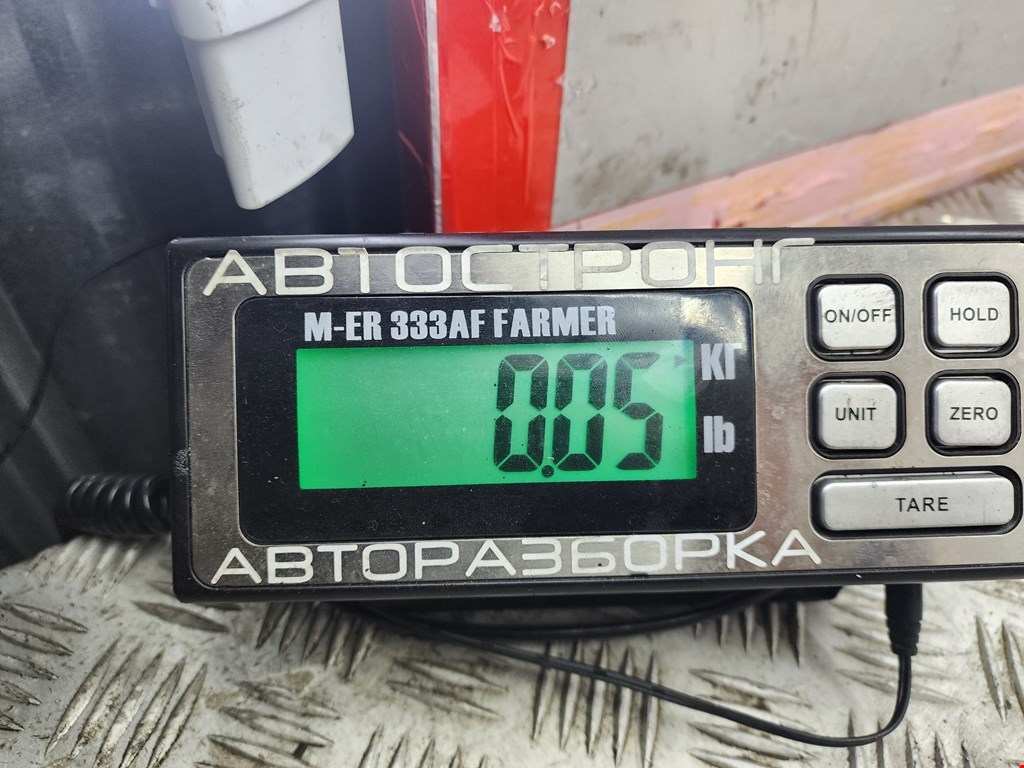 АВТОСТРОНГ
M-ER 333AF FARMER
0.05
КГ
lb
ON/OFF
HOLD
UNIT
ZERO
TARE
АВТОРАЗБОРКА